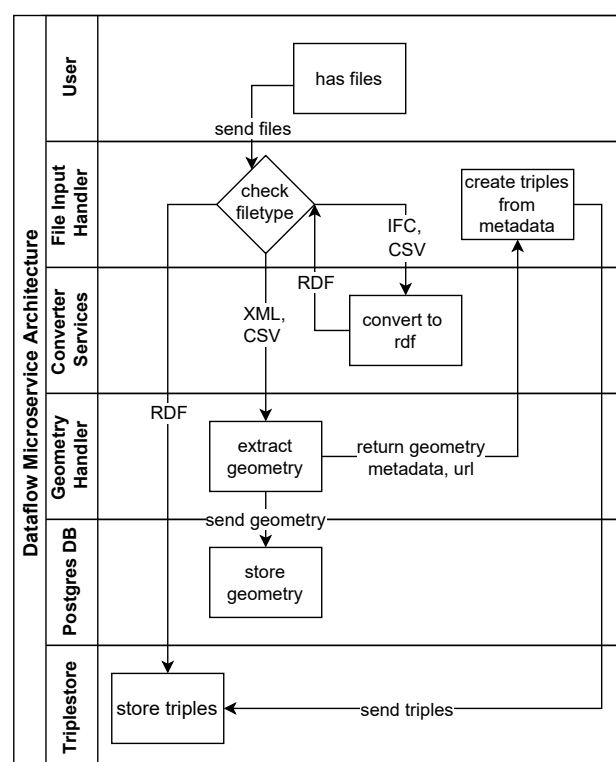 Dataflow Microservice Architecture
User
has files
send files
File Input
Handler
check
filetype
create triples
from
metadata
IFC,
CSV
Converter
Services
RDF
convert to
rdf
XML,
CSV
RDF
Geometry
Handler
extract
geometry
return geometry
metadata, url
send geometry
Postgres DB
store
geometry
Triplestore
store triples
send triples